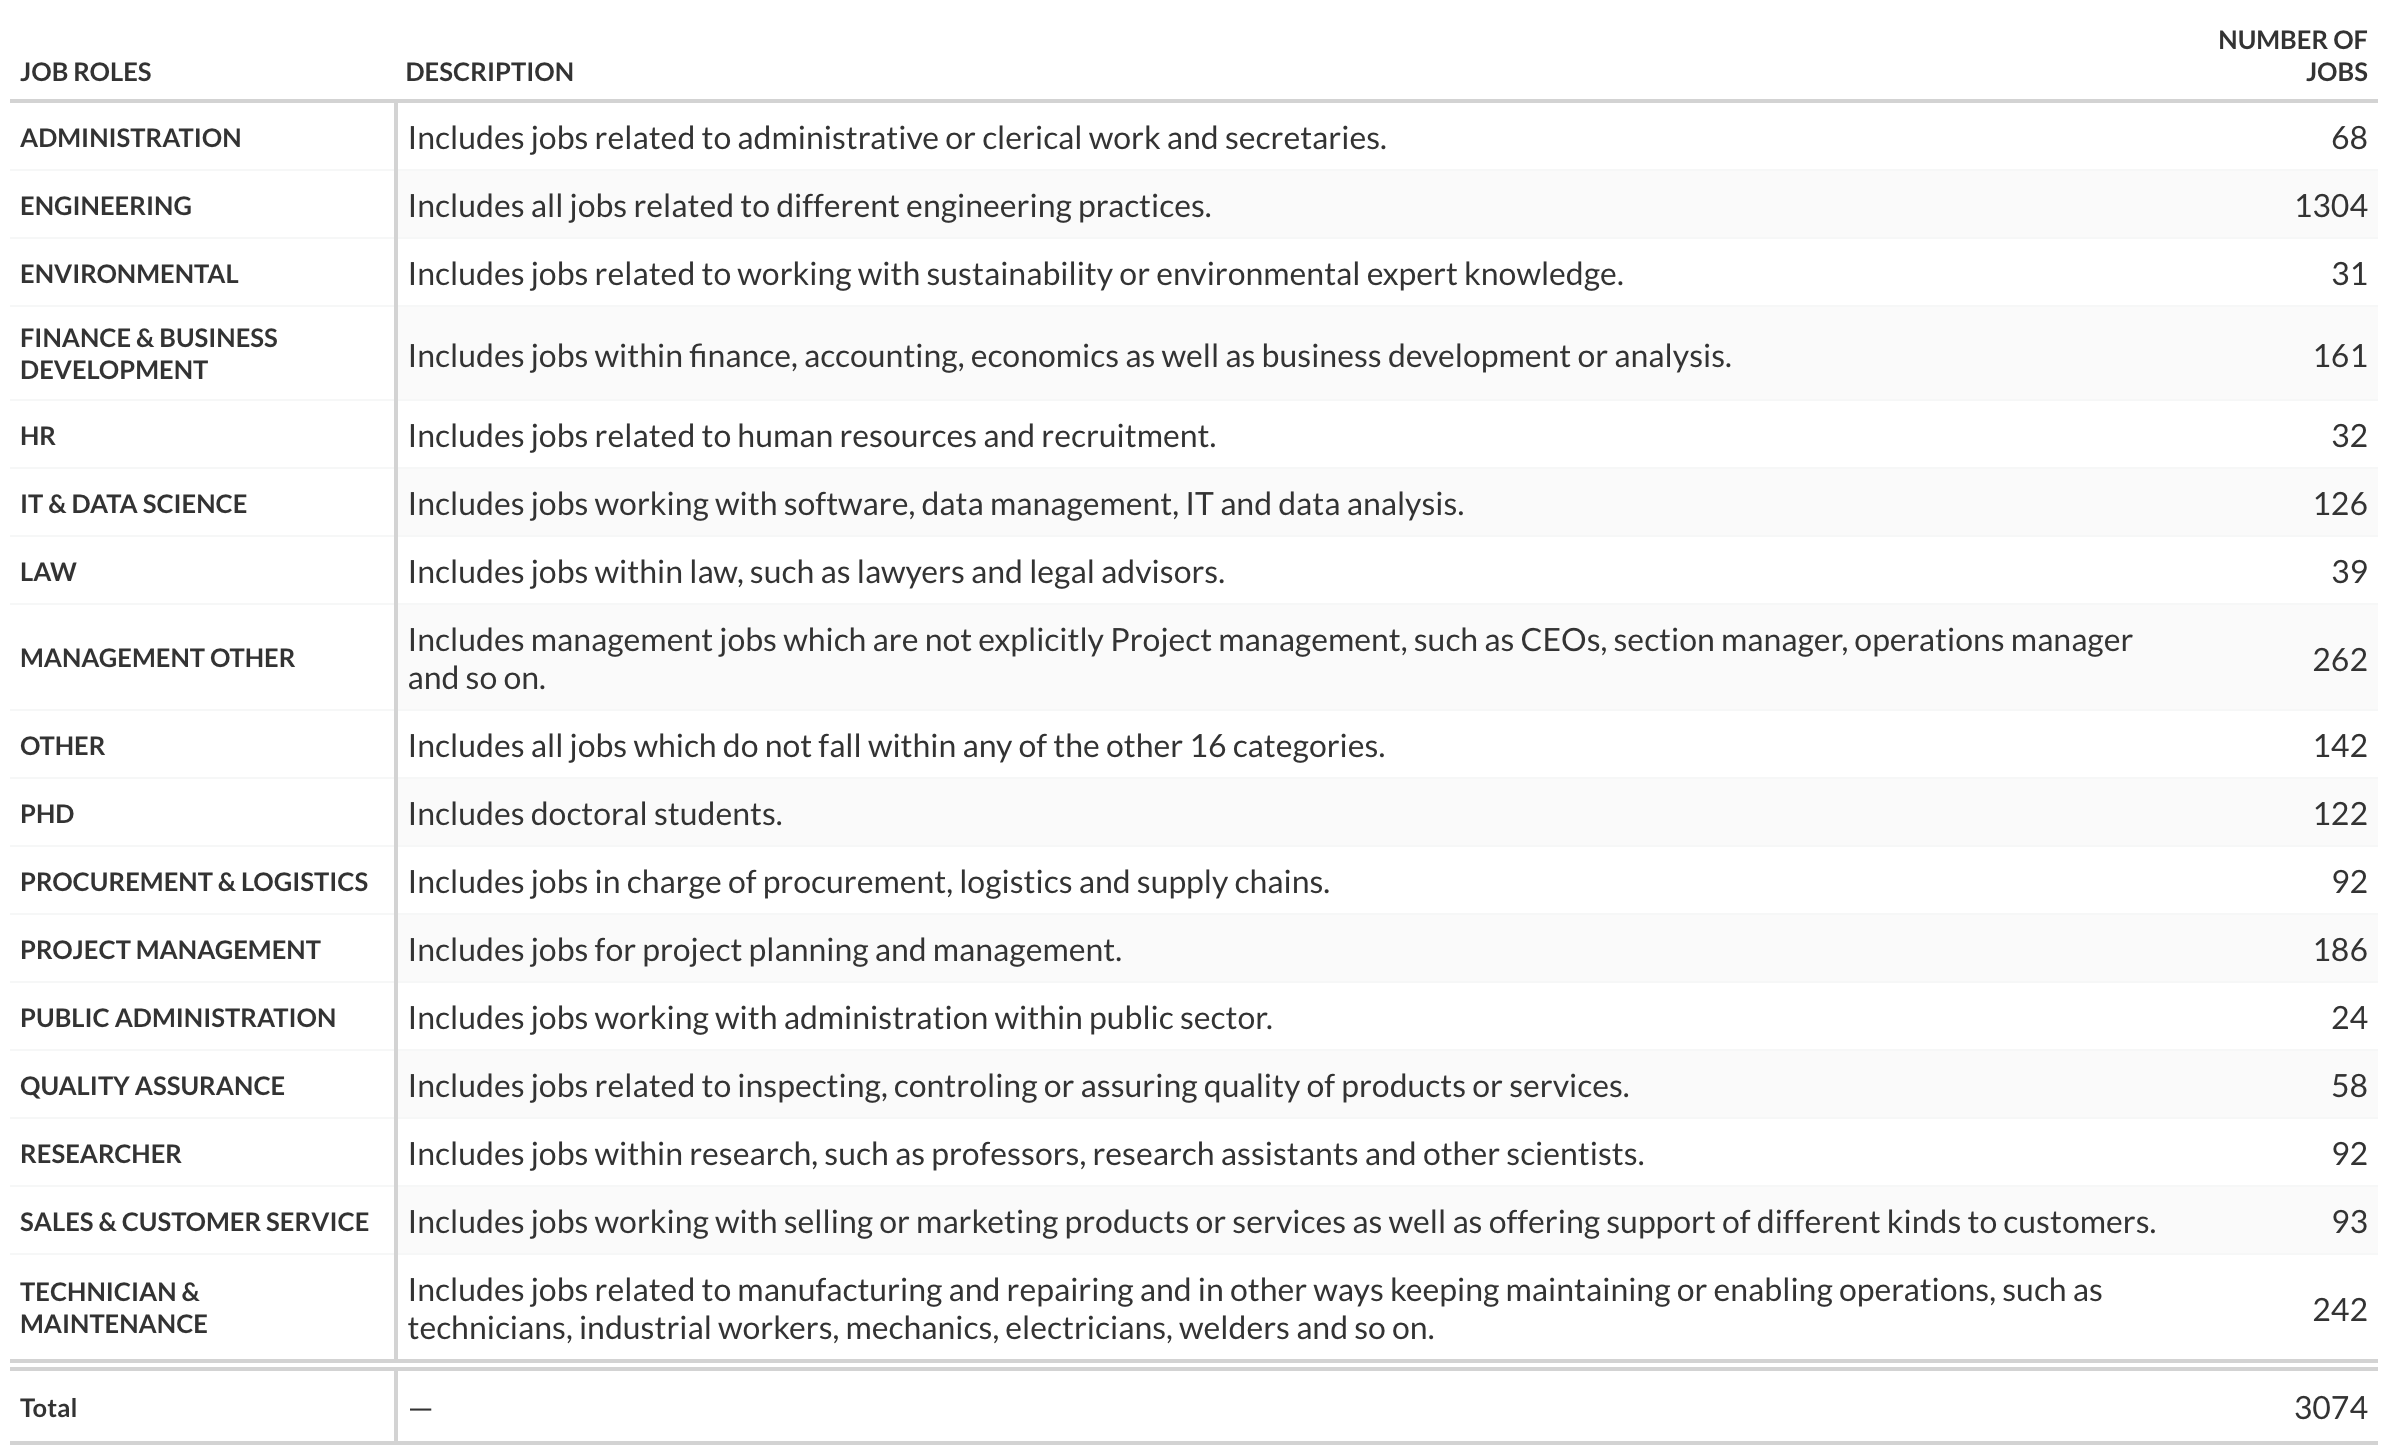 JOB ROLES DESCRIPTION NUMBER OF JOBS
ADMINISTRATION Includes jobs related to administrative or clerical work and secretaries. 68
ENGINEERING Includes all jobs related to different engineering practices. 1304
ENVIRONMENTAL Includes jobs related to working with sustainability or environmental expert knowledge. 31
FINANCE & BUSINESS
DEVELOPMENT Includes jobs within finance, accounting, economics as well as business development or analysis. 161
HR Includes jobs related to human resources and recruitment. 32
IT & DATA SCIENCE Includes jobs working with software, data management, IT and data analysis. 126
LAW Includes jobs within law, such as lawyers and legal advisors. 39
MANAGEMENT OTHER Includes management jobs which are not explicitly Project management, such as CEOs, section manager, operations manager
and so on. 262
OTHER Includes all jobs which do not fall within any of the other 16 categories. 142
PHD Includes doctoral students. 122
PROCUREMENT & LOGISTICS Includes jobs in charge of procurement, logistics and supply chains. 92
PROJECT MANAGEMENT Includes jobs for project planning and management. 186
PUBLIC ADMINISTRATION Includes jobs working with administration within public sector. 24
QUALITY ASSURANCE Includes jobs related to inspecting, controling or assuring quality of products or services. 58
RESEARCHER Includes jobs within research, such as professors, research assistants and other scientists. 92
SALES & CUSTOMER SERVICE Includes jobs working with selling or marketing products or services as well as offering support of different kinds to customers. 93
TECHNICIAN &
MAINTENANCE Includes jobs related to manufacturing and repairing and in other ways keeping maintaining or enabling operations, such as
technicians, industrial workers, mechanics, electricians, welders and so on. 242
Total — 3074